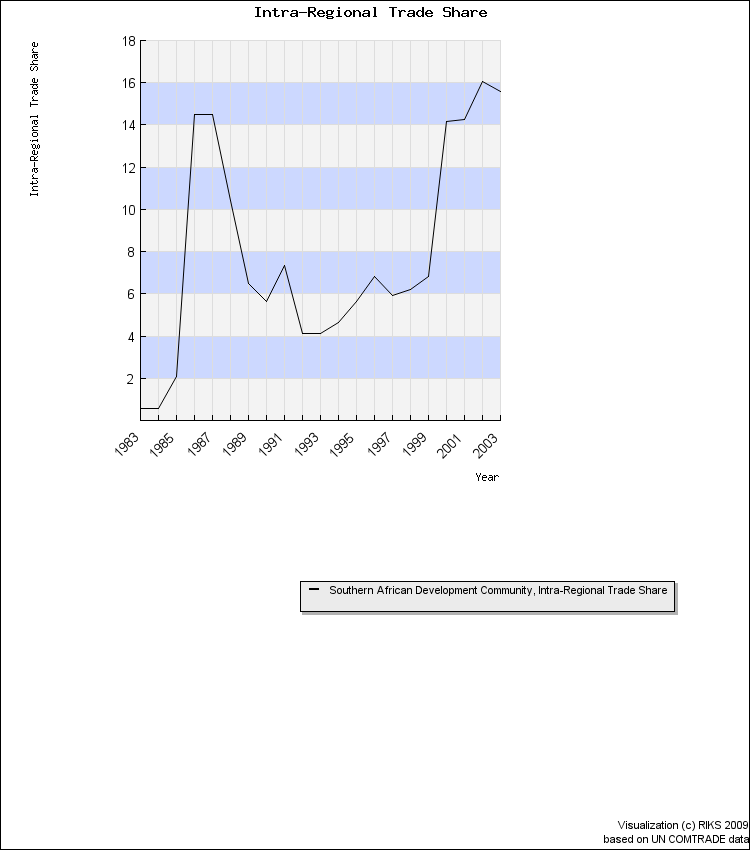 Intra-Regional Trade Share
Intra-Regional Trade Share
18
16
14
12
10
8
6
4
2
1983 1985 1987 1989 1991 1993 1995 1997 1999 2001 2003
Year
Southern African Development Community, Intra-Regional Trade Share
Visualization (c) RIKS 2009
based on UN COMTRADE data